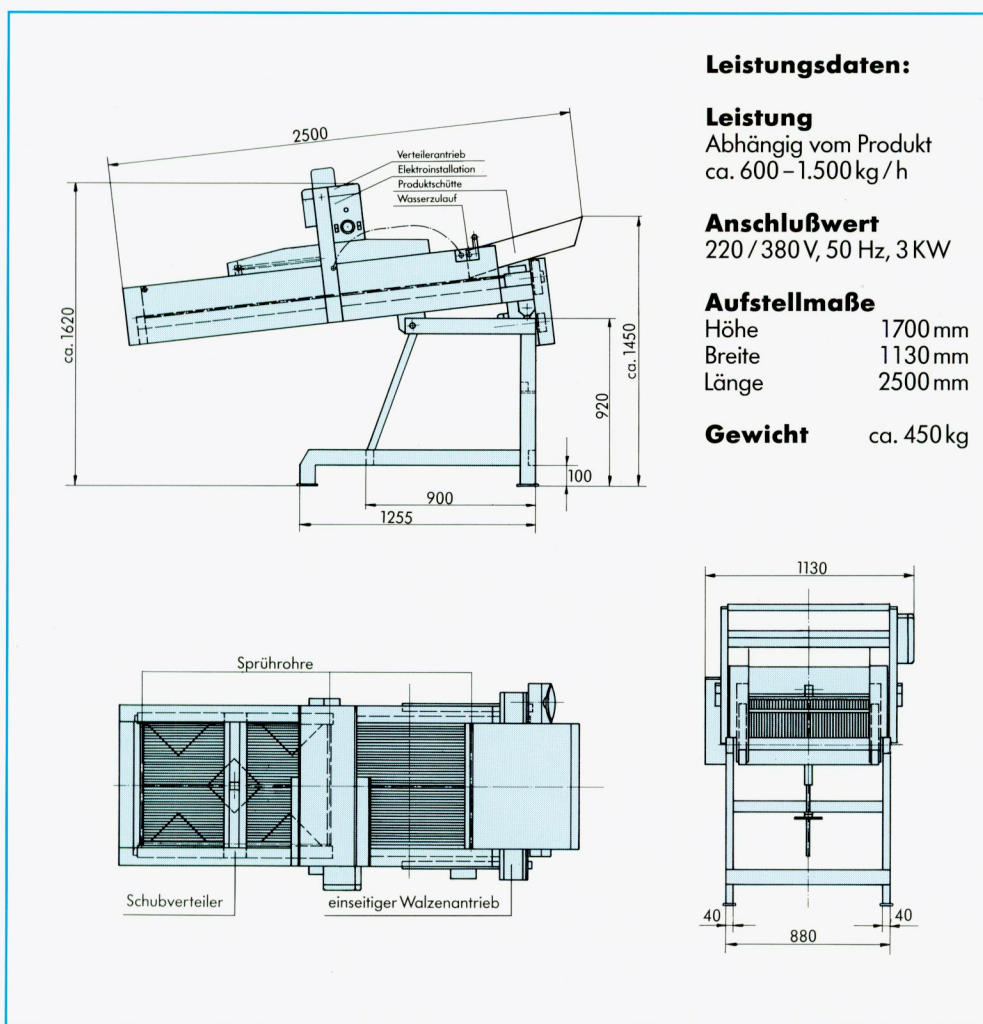 Leistungsdaten:
Leistung
Abhängig vom Produkt
ca. 600 – 1.500 kg / h
Anschlußwert
220 / 380 V, 50 Hz, 3 KW
Aufstellmaße
Höhe 1700 mm
Breite 1130 mm
Länge 2500 mm
Gewicht ca. 450 kg
2500
Verteilerantrieb
Elektroinstallation
Produktschütte
Wasserzulauf
ca. 1620
ca. 1450
920
100
900
1255
1130
Sprührohre
Schubverteiler
einseitiger Walzenantrieb
40
40
880